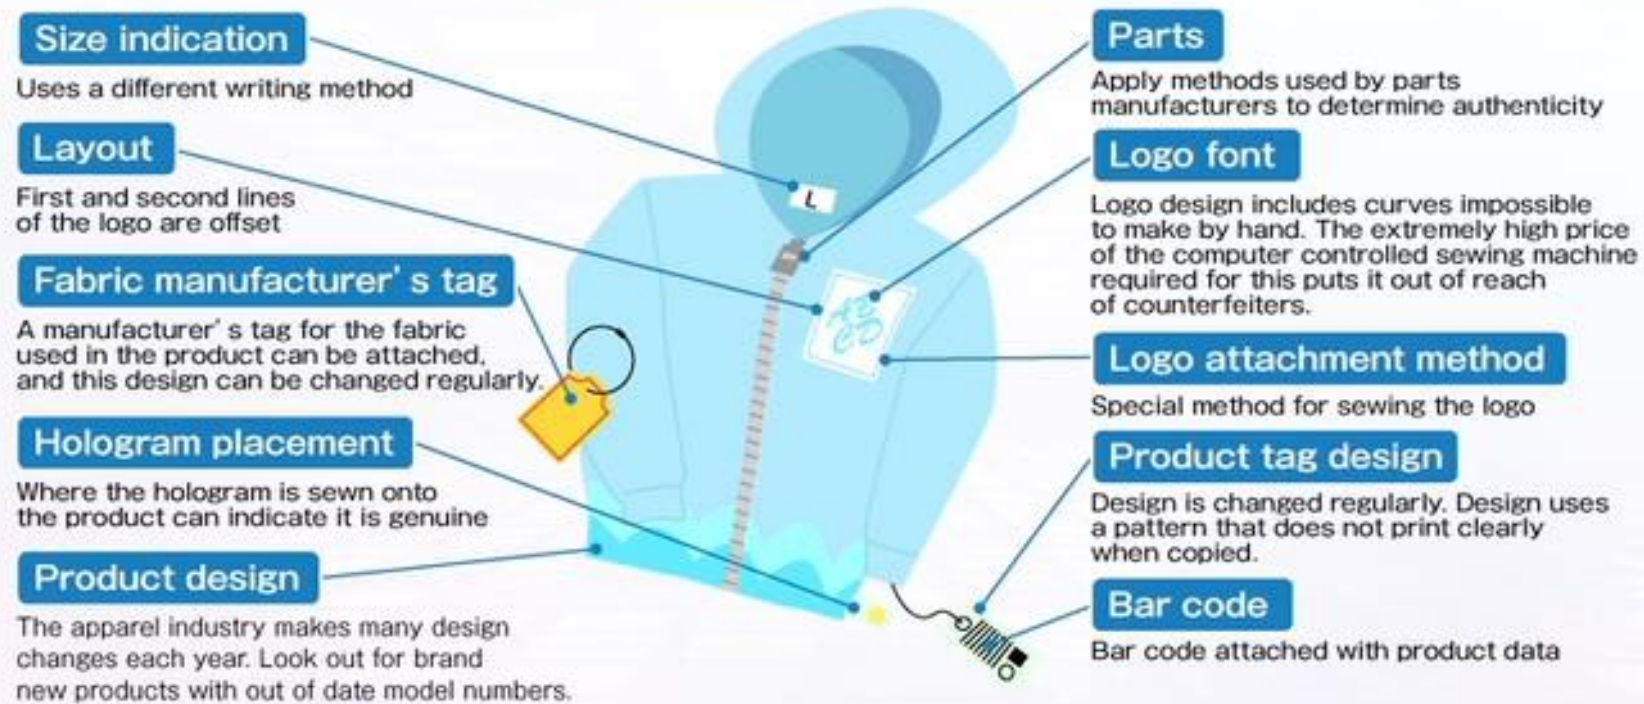 Size indication
Uses a different writing method
Layout
First and second lines
of the logo are offset
Fabric manufacturer's tag
A manufacturer's tag for the fabric
used in the product can be attached,
and this design can be changed regularly.
Hologram placement
Where the hologram is sewn onto
the product can indicate it is genuine
Product design
The apparel industry makes many design
changes each year. Look out for brand
new products with out of date model numbers.
L
Parts
Apply methods used by parts
manufacturers to determine authenticity
Logo font
Logo design includes curves impossible
to make by hand. The extremely high price
of the computer controlled sewing machine
required for this puts it out of reach
of counterfeiters.
Logo attachment method
Special method for sewing the logo
Product tag design
Design is changed regularly. Design uses
a pattern that does not print clearly
when copied.
Bar code
Bar code attached with product data